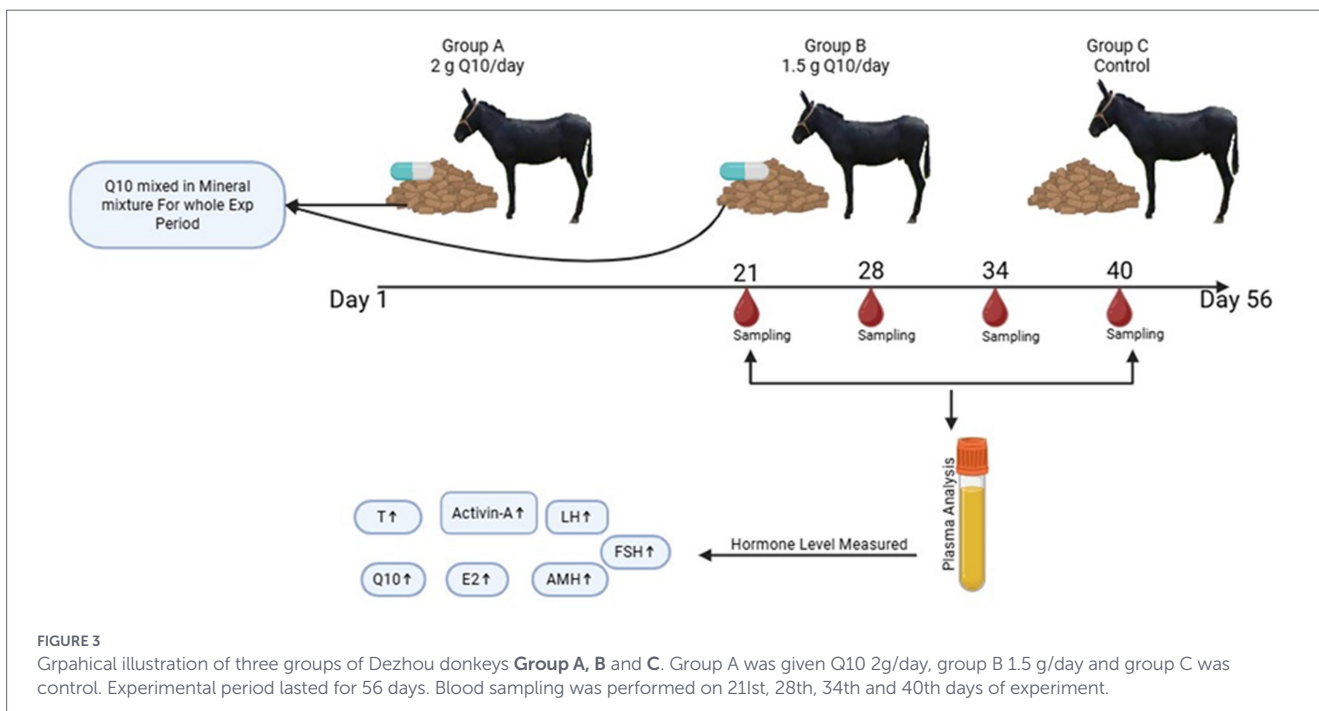 Group A
2 g Q10/day
Group B
1.5 g Q10/day
Group C
Control
Q10 mixed in Mineral
mixture For whole Exp
Period
21
28
34
40
Day 1
Day 56
Sampling
Sampling
Sampling
Sampling
Plasma Analysis
Hormone Level Measured
T↑
Activin-A↑
LH↑
FSH↑
Q10↑
E2↑
AMH↑
FIGURE 3
Grpahical illustration of three groups of Dezhou donkeys Group A, B and C. Group A was given Q10 2g/day, group B 1.5 g/day and group C was
control. Experimental period lasted for 56 days. Blood sampling was performed on 21Ist, 28th, 34th and 40th days of experiment.